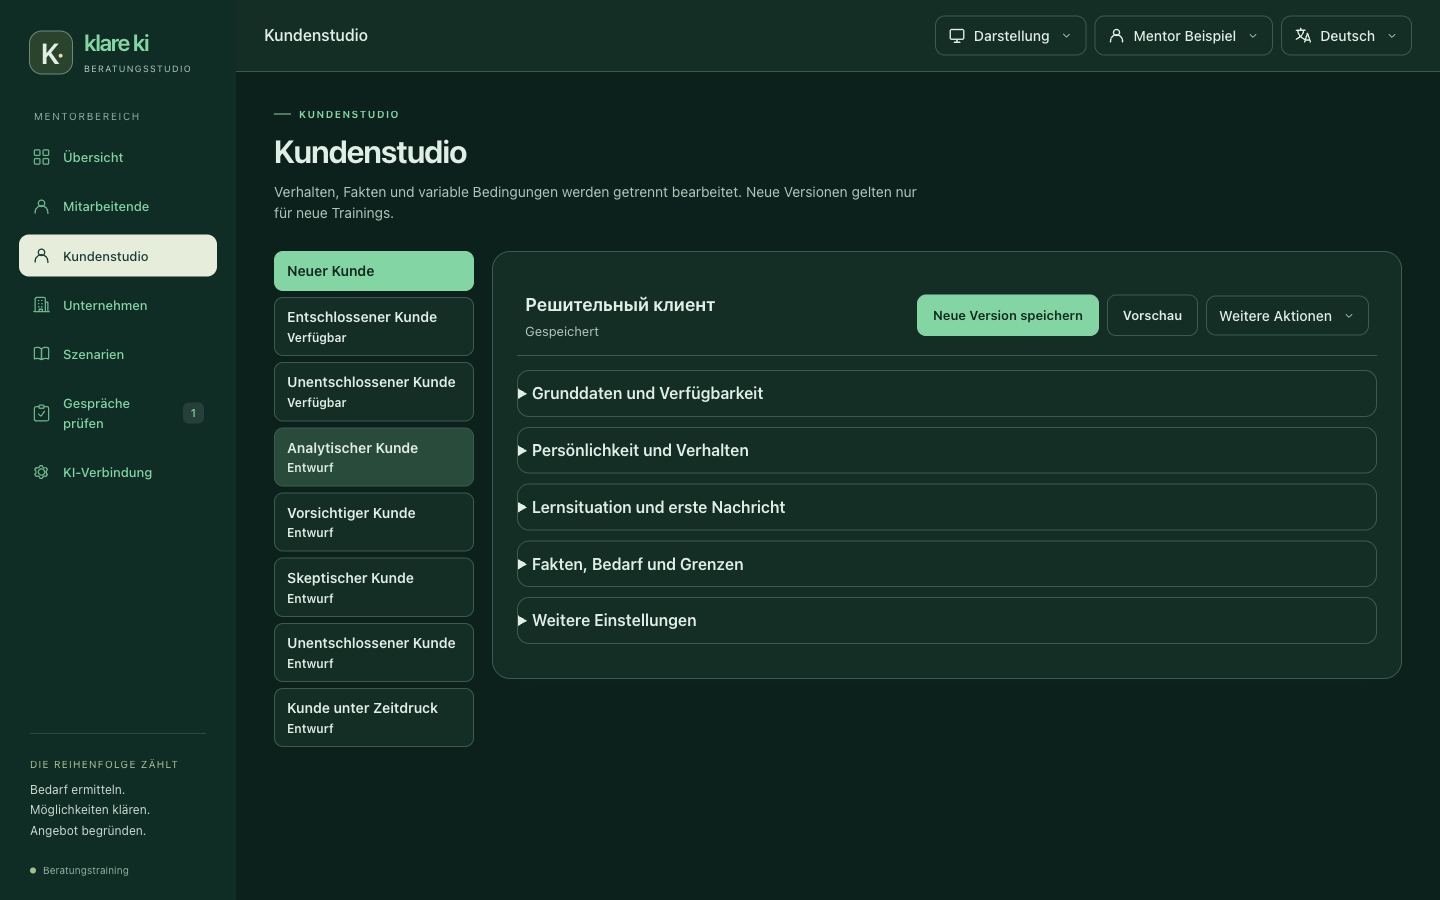 K
klare ki
BERATUNGSSTUDIO
MENTORBEREICH
Übersicht
Mitarbeitende
Kundenstudio
Unternehmen
Szenarien
Gespräche
prüfen
1
KI-Verbindung
DIE REIHENFOLGE ZÄHLT
Bedarf ermitteln.
Möglichkeiten klären.
Angebot begründen.
Beratungstraining
Kundenstudio
Darstellung
Mentor Beispiel
Deutsch
KUNDENSTUDIO
Kundenstudio
Verhalten, Fakten und variable Bedingungen werden getrennt bearbeitet. Neue Versionen gelten nur
für neue Trainings.
Neuer Kunde
Entschlossener Kunde
Verfügbar
Unentschlossener Kunde
Verfügbar
Analytischer Kunde
Entwurf
Vorsichtiger Kunde
Entwurf
Skeptischer Kunde
Entwurf
Unentschlossener Kunde
Entwurf
Kunde unter Zeitdruck
Entwurf
Решительный клиент
Gespeichert
Neue Version speichern
Vorschau
Weitere Aktionen
Grunddaten und Verfügbarkeit
Persönlichkeit und Verhalten
Lernsituation und erste Nachricht
Fakten, Bedarf und Grenzen
Weitere Einstellungen